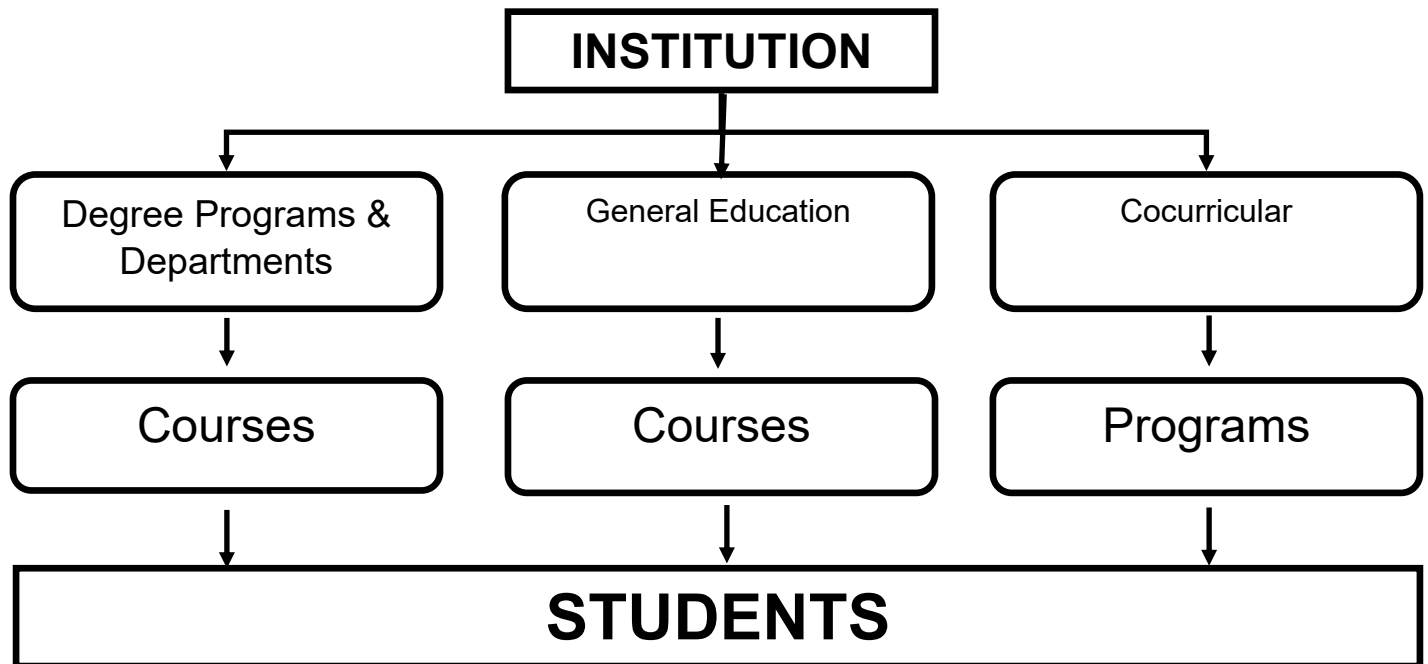 INSTITUTION
Degree Programs &
Departments
General Education
Cocurricular
Courses
Courses
Programs
STUDENTS